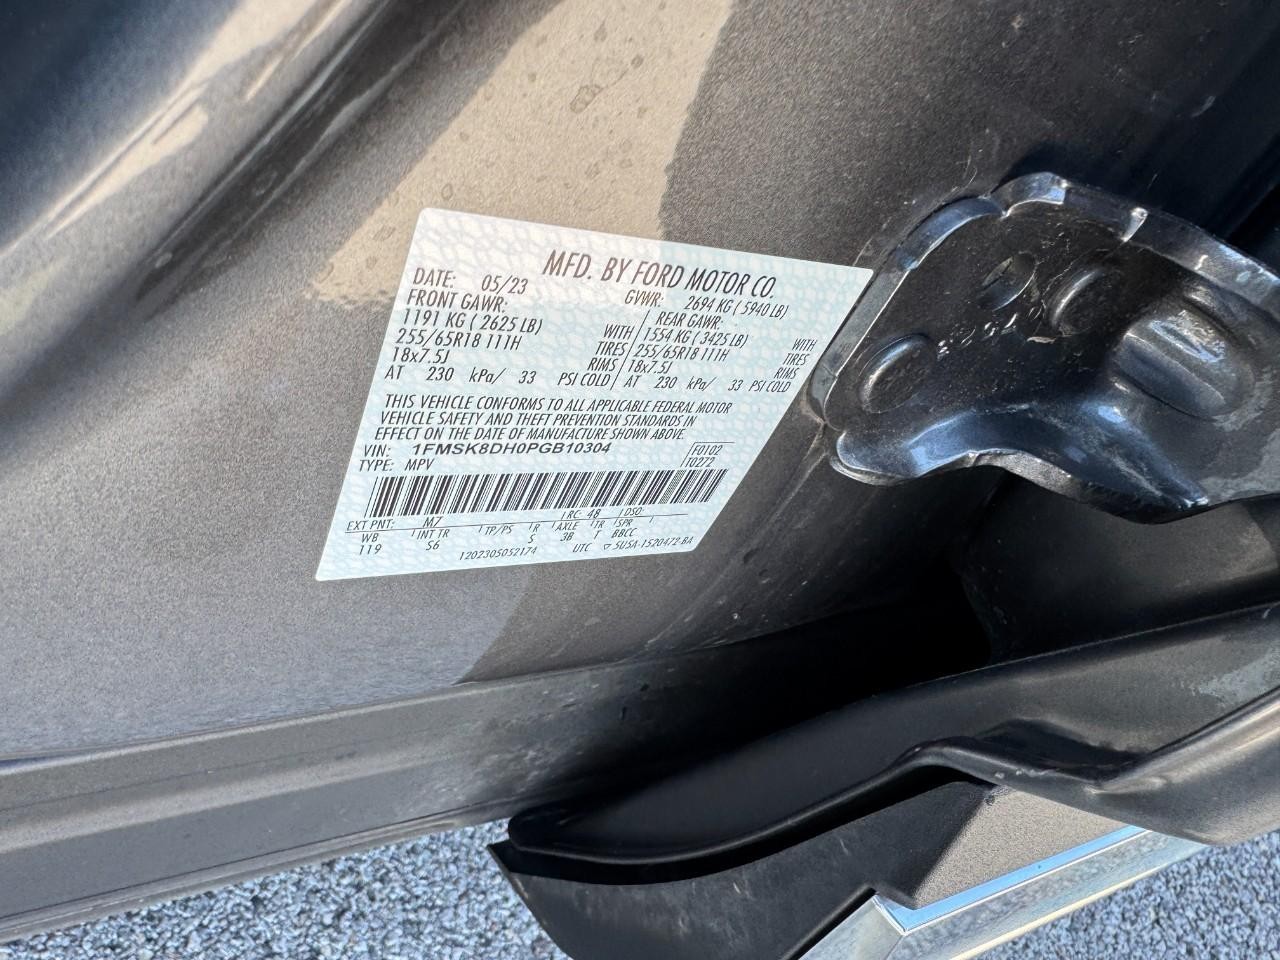 MFD. BY FORD MOTOR CO.
DATE: 05/23 GVWR: 2694 KG ( 5940 LB)
FRONT GAWR: REAR GAWR:
1191 KG ( 2625 LB) WITH 1554 KG ( 3425 LB) WITH
255/65R18 111H TIRES 255/65R18 111H TIRES
18x7.5J RIMS 18x7.5J RIMS
AT 230 kPa/ 33 PSI COLD AT 230 kPa/ 33 PSI COLD
THIS VEHICLE CONFORMS TO ALL APPLICABLE FEDERAL MOTOR
VEHICLE SAFETY AND THEFT PREVENTION STANDARDS IN
EFFECT ON THE DATE OF MANUFACTURE SHOWN ABOVE.
VIN: 1FMSK8DH0PGB10304 F0102
TYPE: MPV T0272
EXT PNT: M7 RC: 48 DSO:
WB INT TR TP/PS R AXLE TR SPR
119 S6 S 3B T BBCC
1202305052174 UTC ▽ 5USA-1520472-BA